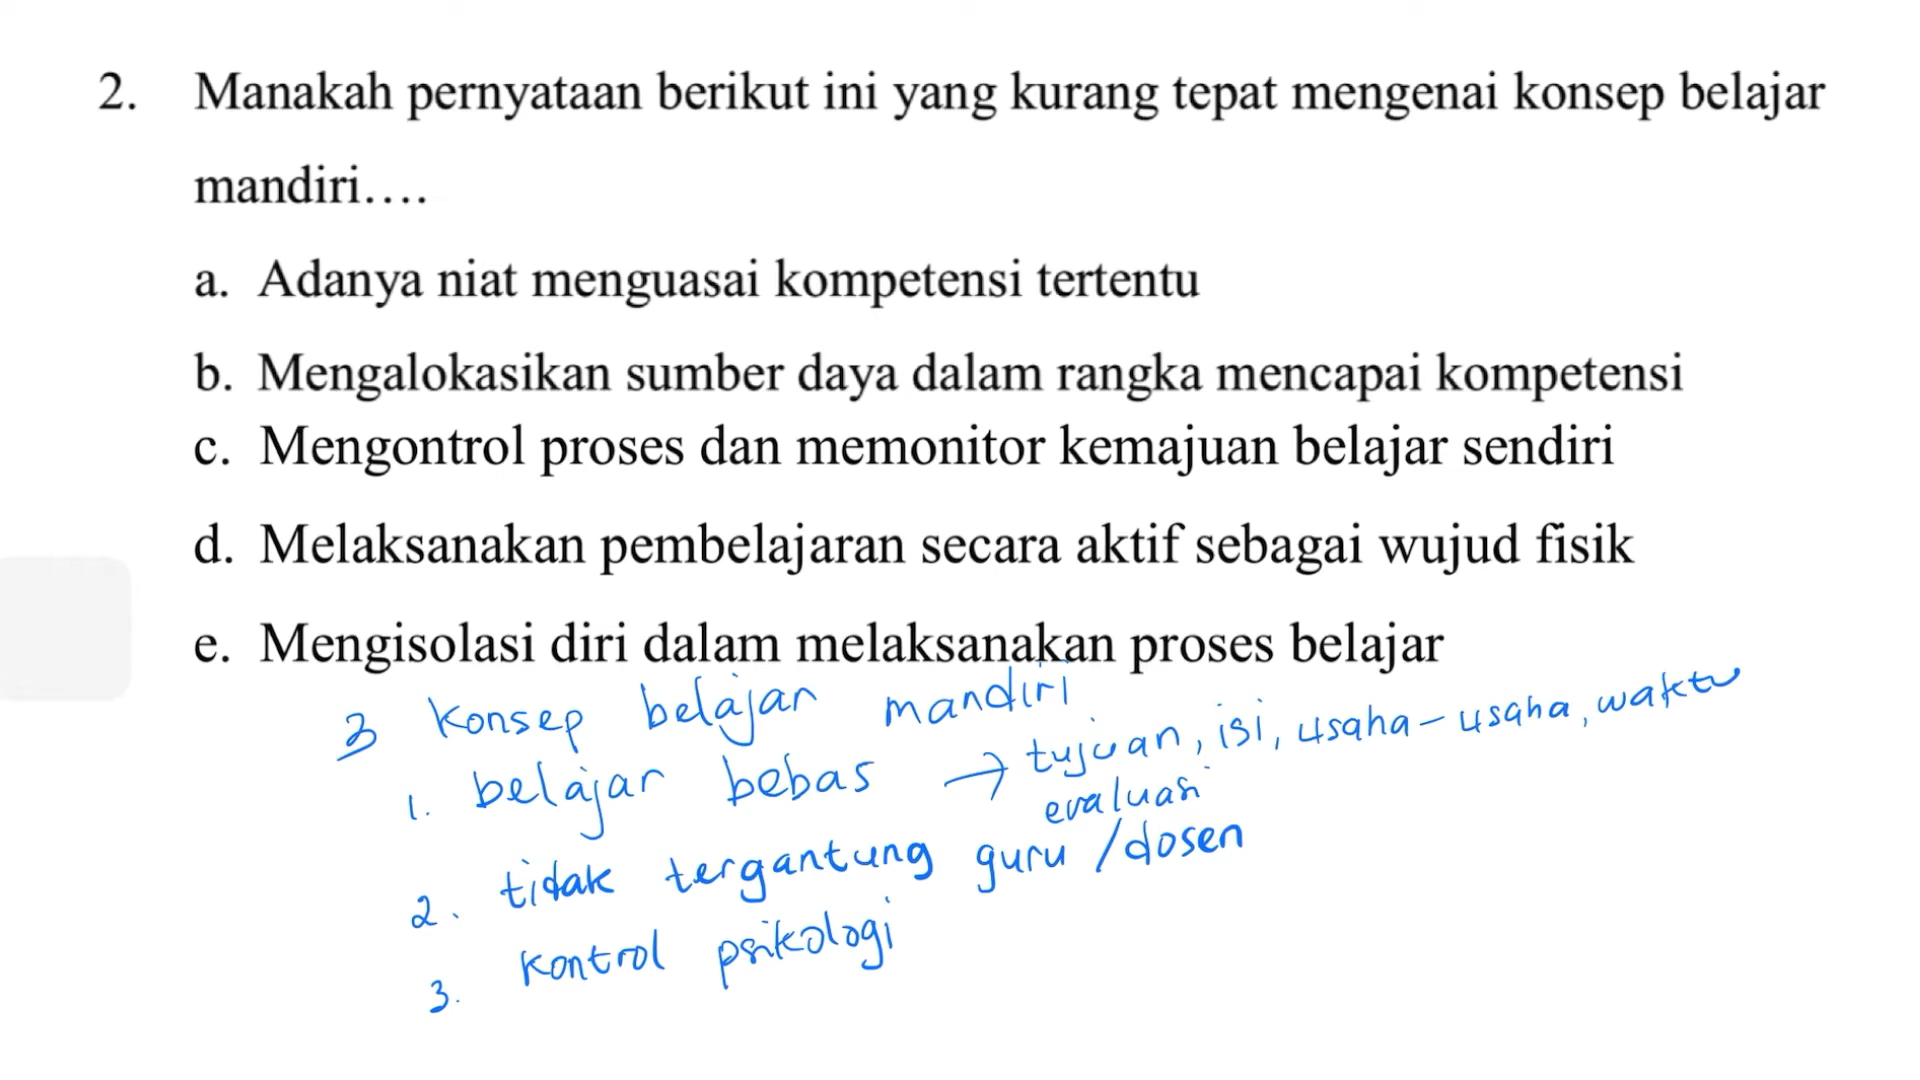 2. Manakah pernyataan berikut ini yang kurang tepat mengenai konsep belajar
mandiri....
a. Adanya niat menguasai kompetensi tertentu
b. Mengalokasikan sumber daya dalam rangka mencapai kompetensi
c. Mengontrol proses dan memonitor kemajuan belajar sendiri
d. Melaksanakan pembelajaran secara aktif sebagai wujud fisik
e. Mengisolasi diri dalam melaksanakan proses belajar
3 konsep belajar mandiri
1. belajar bebas → tujuan, isi, usaha-usaha, waktu
evaluasi
2. tidak tergantung guru / dosen
3. kontrol psikologi